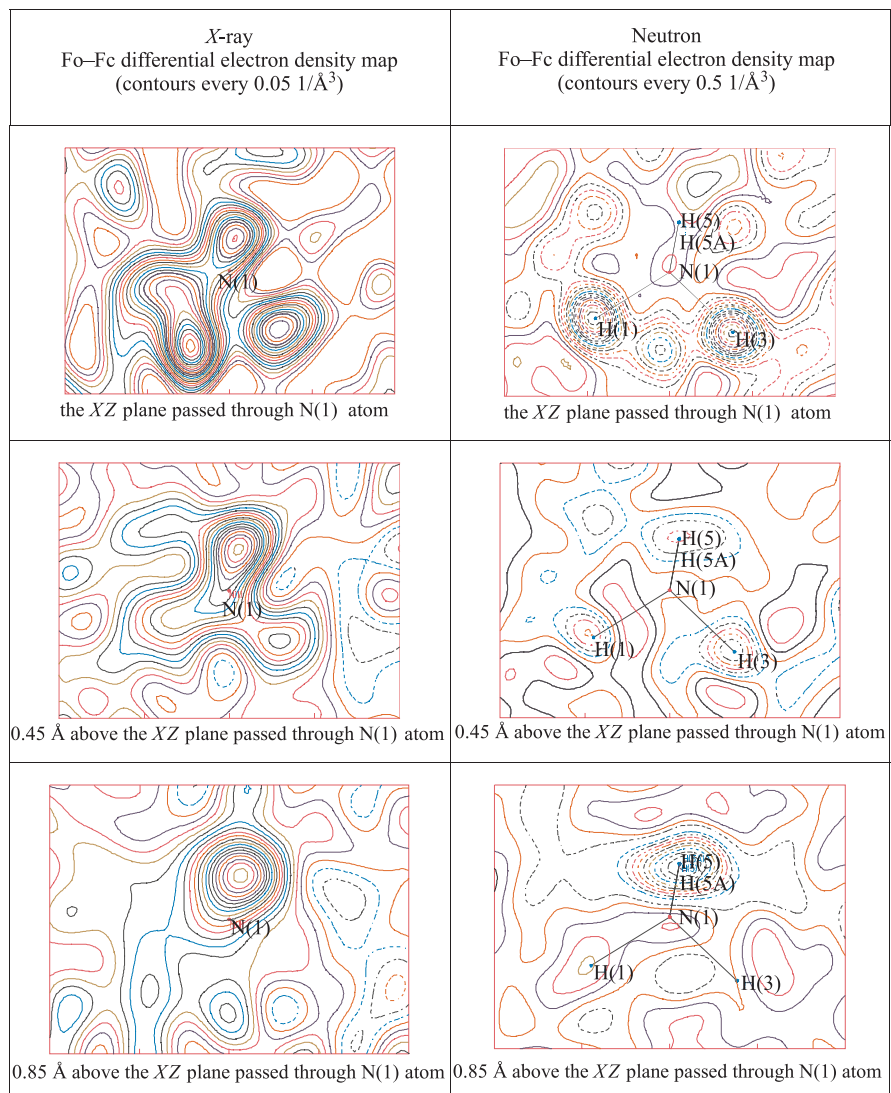 X-ray
Fo–Fc differential electron density map
(contours every 0.05 1/Å³)
Neutron
Fo–Fc differential electron density map
(contours every 0.5 1/Å³)
N(1)
the XZ plane passed through N(1) atom
H(5)
H(5A)
N(1)
H(1)
H(3)
the XZ plane passed through N(1) atom
N(1)
0.45 Å above the XZ plane passed through N(1) atom
H(5)
H(5A)
N(1)
H(1)
H(3)
0.45 Å above the XZ plane passed through N(1) atom
N(1)
0.85 Å above the XZ plane passed through N(1) atom
H(5)
H(5A)
N(1)
H(1)
H(3)
0.85 Å above the XZ plane passed through N(1) atom